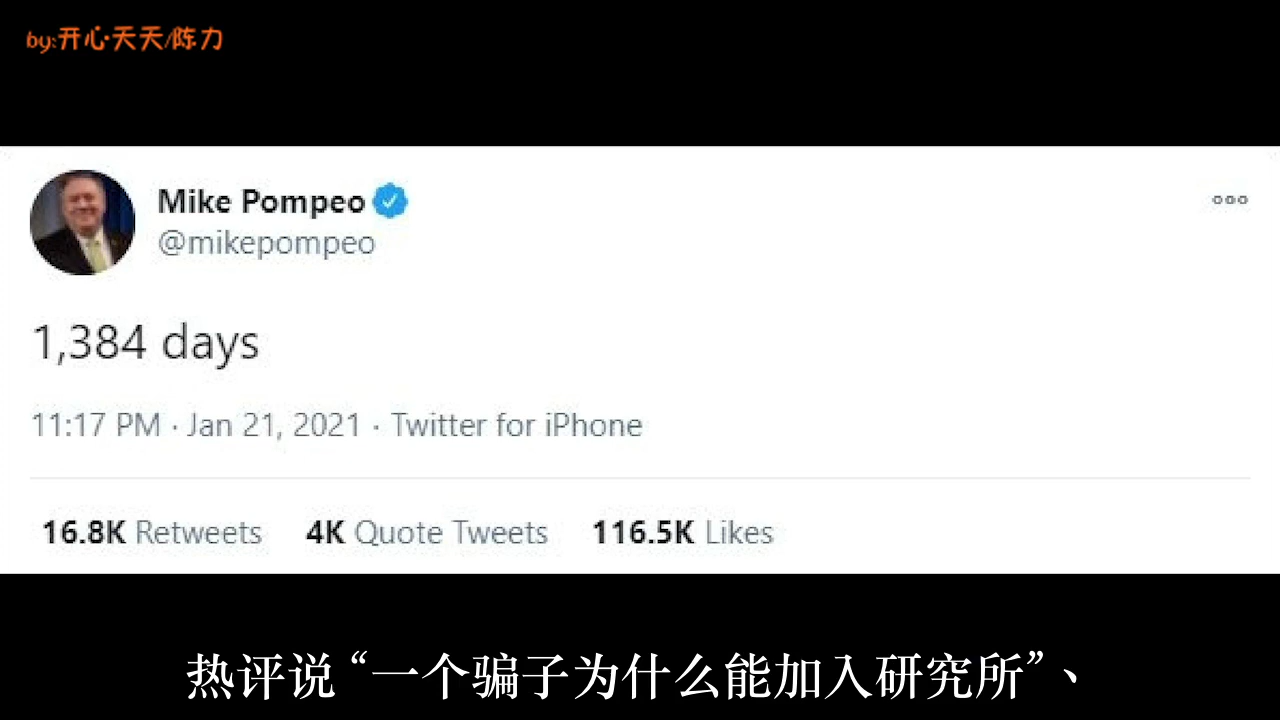 by:开心·天天/陈力
Mike Pompeo
@mikepompeo
1,384 days
11:17 PM · Jan 21, 2021 · Twitter for iPhone
16.8K Retweets 4K Quote Tweets 116.5K Likes
热评说“一个骗子为什么能加入研究所”、